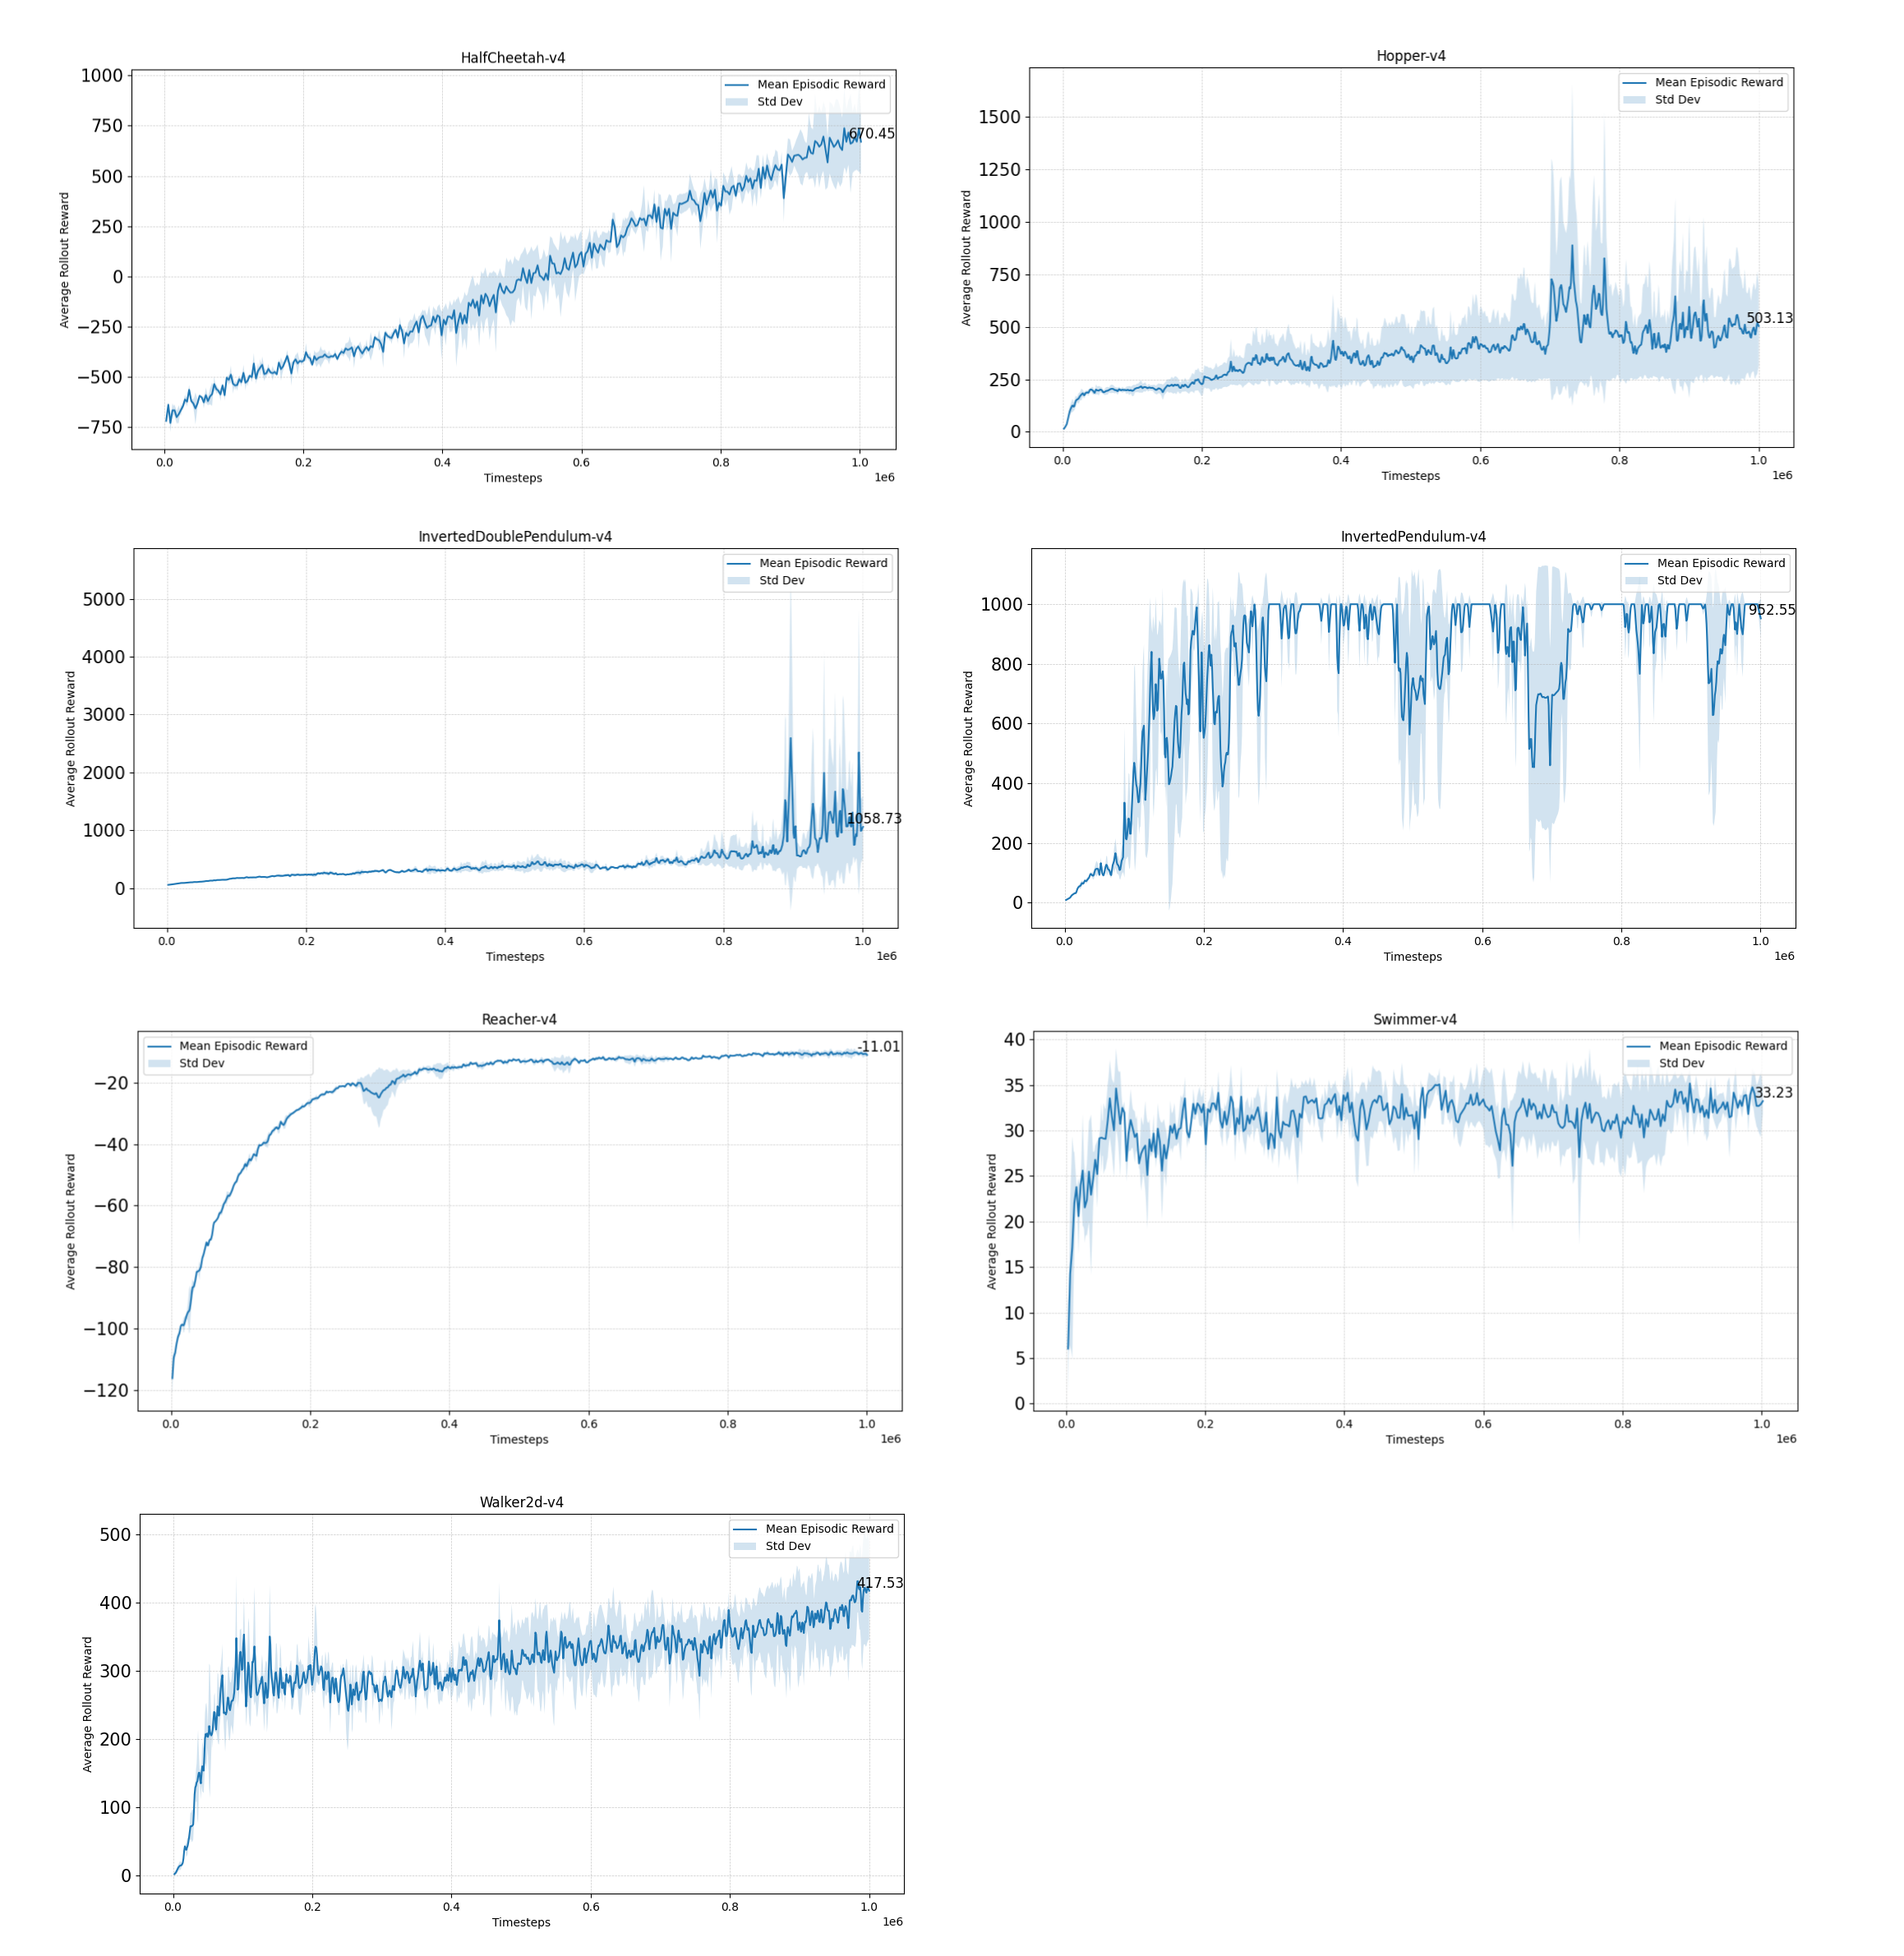 HalfCheetah-v4
Mean Episodic Reward
Std Dev
670.45
1000
750
500
250
0
−250
−500
−750
Average Rollout Reward
0.0 0.2 0.4 0.6 0.8 1.0
1e6
Timesteps
Hopper-v4
Mean Episodic Reward
Std Dev
503.13
1500
1250
1000
750
500
250
0
Average Rollout Reward
0.0 0.2 0.4 0.6 0.8 1.0
1e6
Timesteps
InvertedDoublePendulum-v4
Mean Episodic Reward
Std Dev
1058.73
5000
4000
3000
2000
1000
0
Average Rollout Reward
0.0 0.2 0.4 0.6 0.8 1.0
1e6
Timesteps
InvertedPendulum-v4
Mean Episodic Reward
Std Dev
952.55
1000
800
600
400
200
0
Average Rollout Reward
0.0 0.2 0.4 0.6 0.8 1.0
1e6
Timesteps
Reacher-v4
Mean Episodic Reward
Std Dev
-11.01
−20
−40
−60
−80
−100
−120
Average Rollout Reward
0.0 0.2 0.4 0.6 0.8 1.0
1e6
Timesteps
Swimmer-v4
Mean Episodic Reward
Std Dev
33.23
40
35
30
25
20
15
10
5
0
Average Rollout Reward
0.0 0.2 0.4 0.6 0.8 1.0
1e6
Timesteps
Walker2d-v4
Mean Episodic Reward
Std Dev
417.53
500
400
300
200
100
0
Average Rollout Reward
0.0 0.2 0.4 0.6 0.8 1.0
1e6
Timesteps